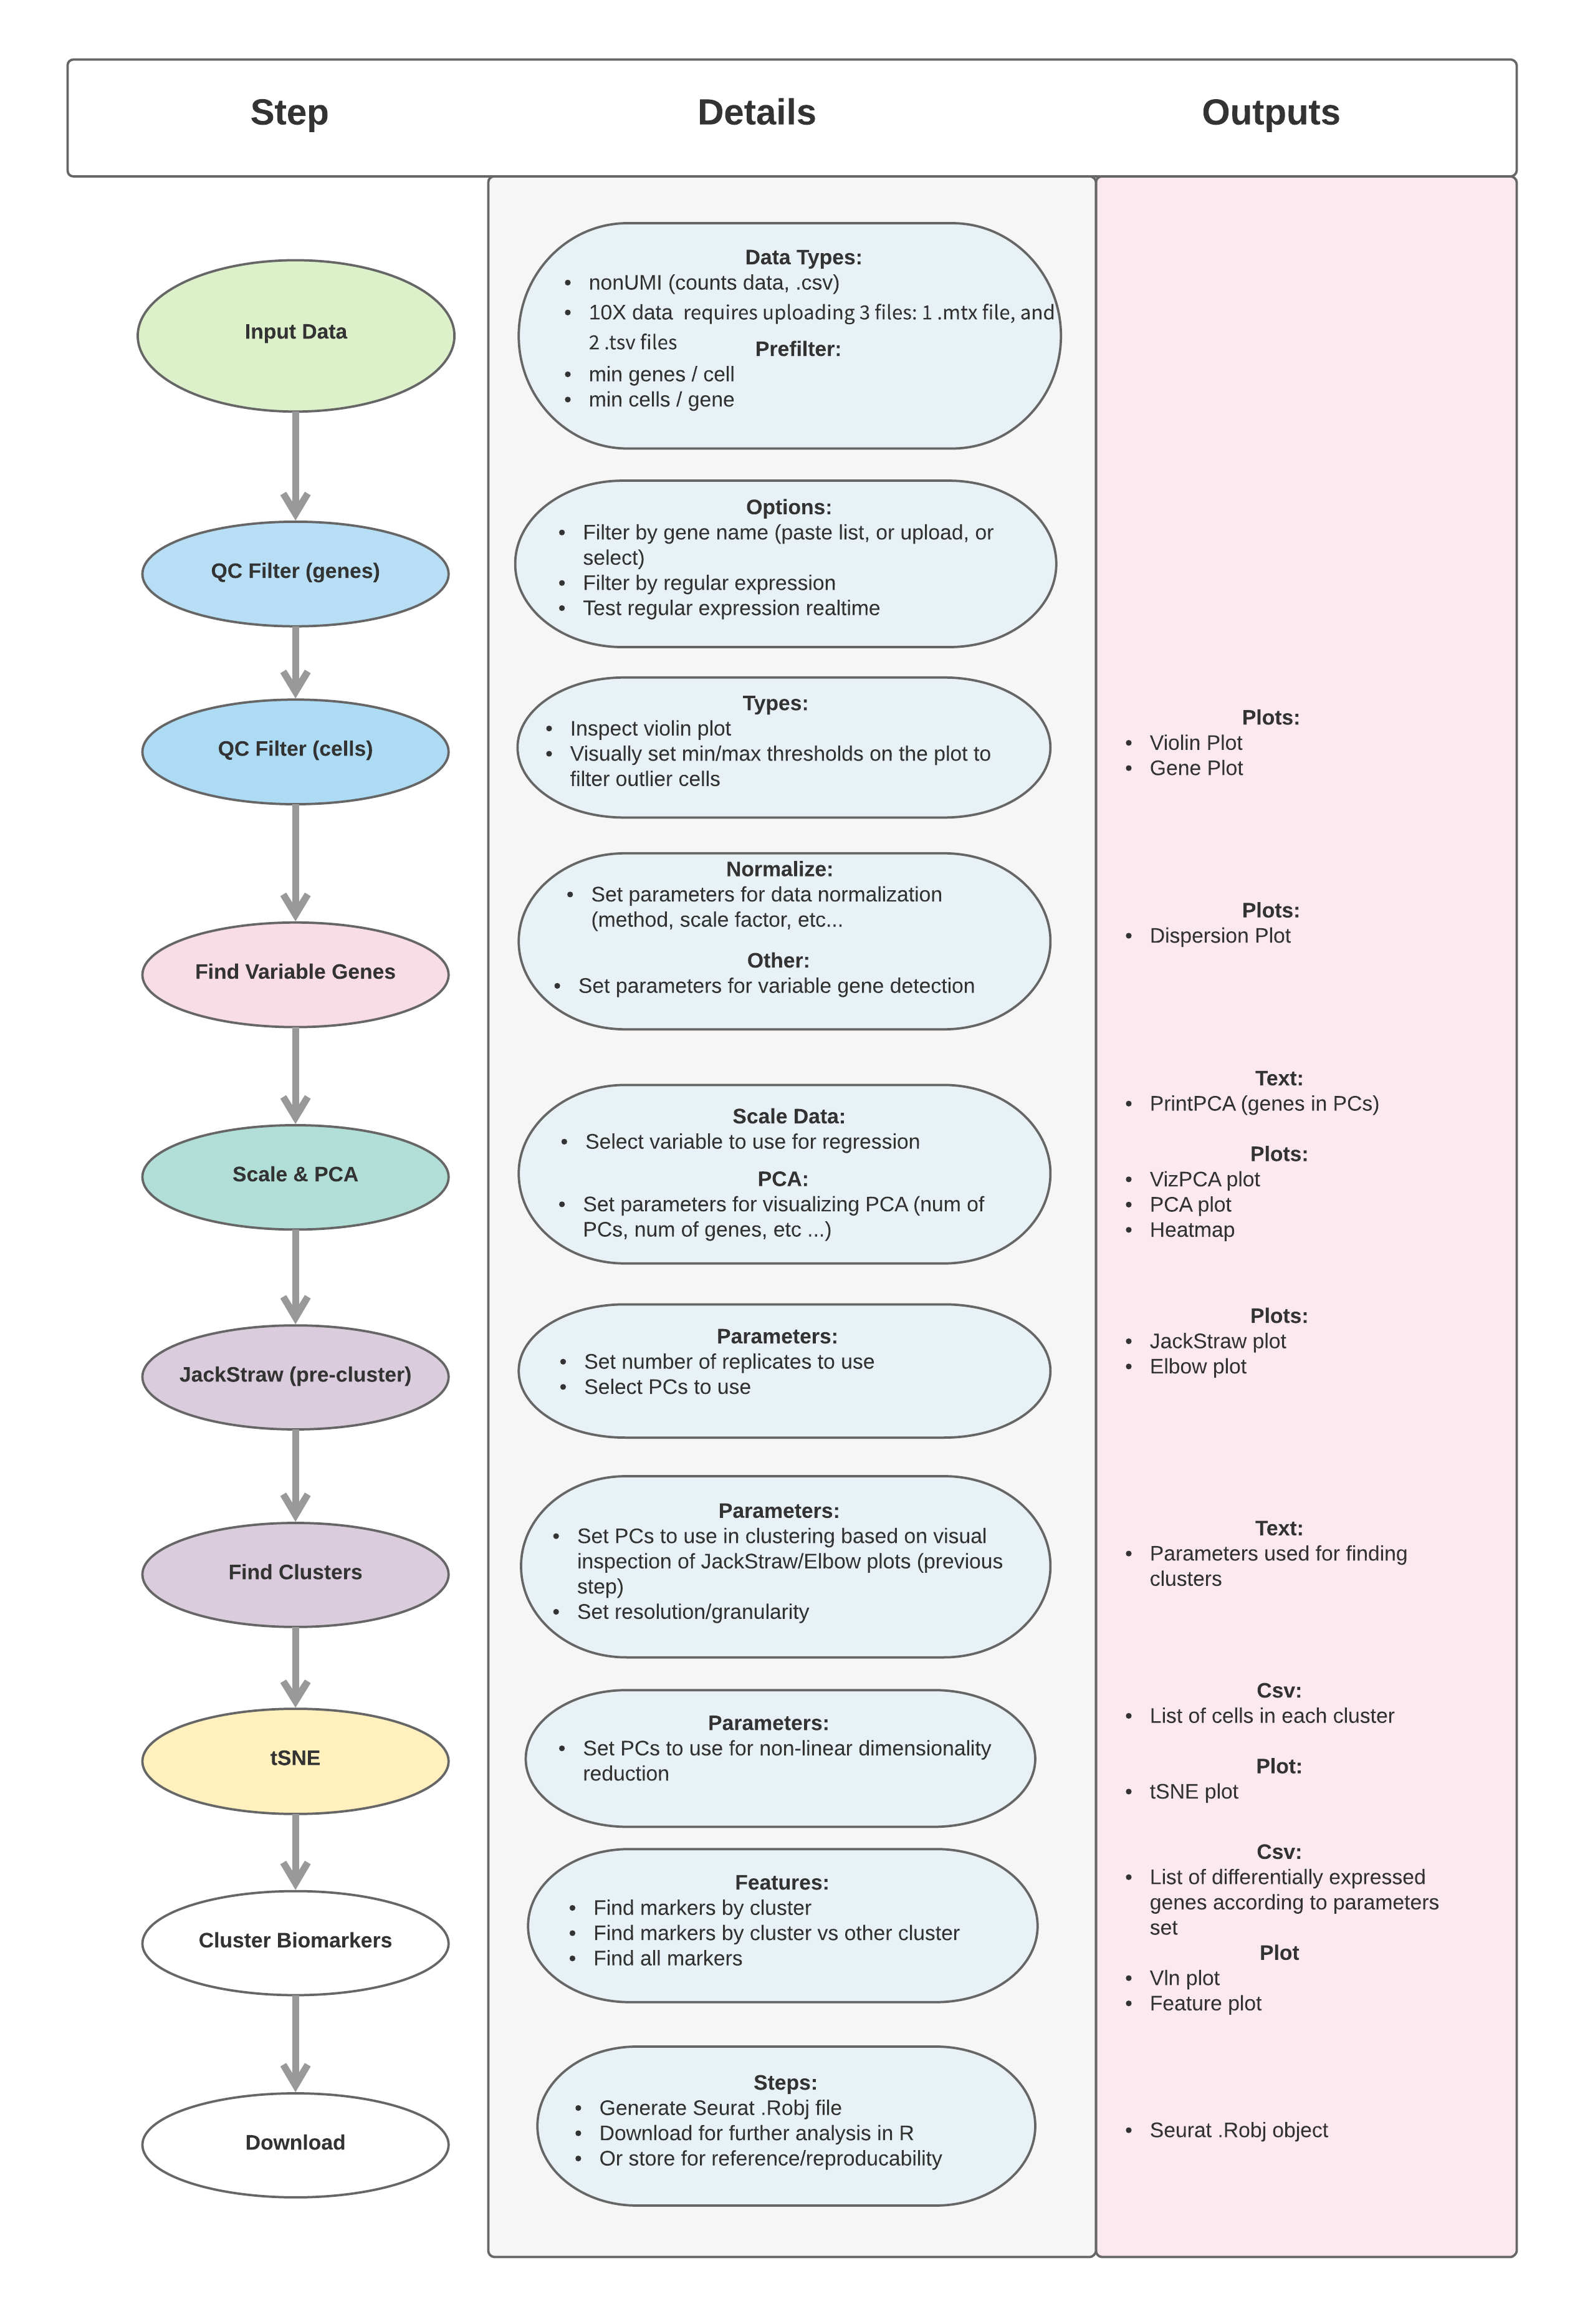 Step
Details
Outputs
Input Data
Data Types:
• nonUMI (counts data, .csv)
• 10X data requires uploading 3 files: 1 .mtx file, and
2 .tsv files
Prefilter:
• min genes / cell
• min cells / gene
QC Filter (genes)
Options:
• Filter by gene name (paste list, or upload, or
select)
• Filter by regular expression
• Test regular expression realtime
QC Filter (cells)
Types:
• Inspect violin plot
• Visually set min/max thresholds on the plot to
filter outlier cells
Plots:
• Violin Plot
• Gene Plot
Find Variable Genes
Normalize:
• Set parameters for data normalization
(method, scale factor, etc...
Other:
• Set parameters for variable gene detection
Plots:
• Dispersion Plot
Scale & PCA
Scale Data:
• Select variable to use for regression
PCA:
• Set parameters for visualizing PCA (num of
PCs, num of genes, etc ...)
Text:
• PrintPCA (genes in PCs)
Plots:
• VizPCA plot
• PCA plot
• Heatmap
JackStraw (pre-cluster)
Parameters:
• Set number of replicates to use
• Select PCs to use
Plots:
• JackStraw plot
• Elbow plot
Find Clusters
Parameters:
• Set PCs to use in clustering based on visual
inspection of JackStraw/Elbow plots (previous
step)
• Set resolution/granularity
Text:
• Parameters used for finding
clusters
tSNE
Parameters:
• Set PCs to use for non-linear dimensionality
reduction
Csv:
• List of cells in each cluster
Plot:
• tSNE plot
Cluster Biomarkers
Features:
• Find markers by cluster
• Find markers by cluster vs other cluster
• Find all markers
Csv:
• List of differentially expressed
genes according to parameters
set
Plot
• Vln plot
• Feature plot
Download
Steps:
• Generate Seurat .Robj file
• Download for further analysis in R
• Or store for reference/reproducability
• Seurat .Robj object